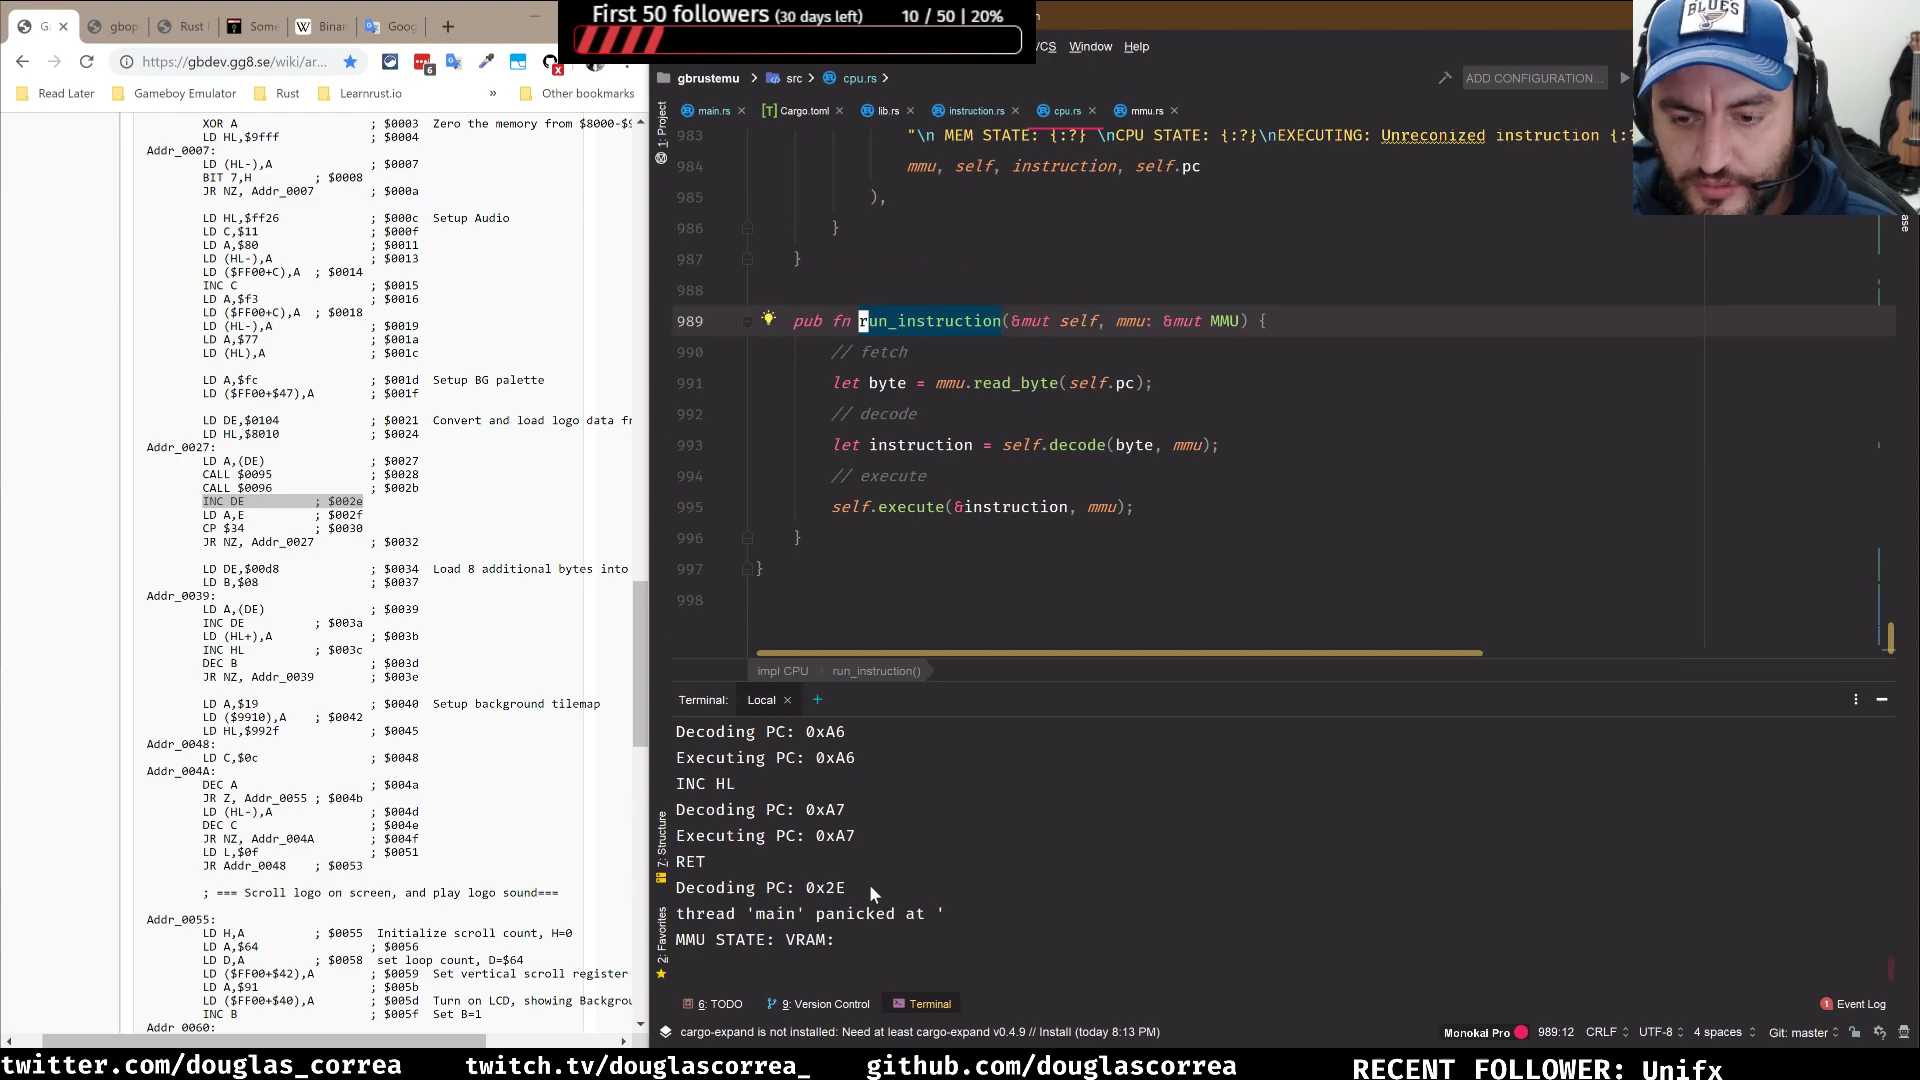 First 50 followers (30 days left) 10 / 50 | 20%
gbop
Rust
Some
Binar
Goog
https://gbdev.gg8.se/wiki/ar...
6
Read Later
Gameboy Emulator
Rust
Learnrust.io
»
Other bookmarks
XOR A ; $0003 Zero the memory from $8000-$9
LD HL,$9fff ; $0004
Addr_0007:
LD (HL-),A ; $0007
BIT 7,H ; $0008
JR NZ, Addr_0007 ; $000a
LD HL,$ff26 ; $000c Setup Audio
LD C,$11 ; $000f
LD A,$80 ; $0011
LD (HL-),A ; $0013
LD ($FF00+C),A ; $0014
INC C ; $0015
LD A,$f3 ; $0016
LD ($FF00+C),A ; $0018
LD (HL-),A ; $0019
LD A,$77 ; $001a
LD (HL),A ; $001c
LD A,$fc ; $001d Setup BG palette
LD ($FF00+$47),A ; $001f
LD DE,$0104 ; $0021 Convert and load logo data fr
LD HL,$8010 ; $0024
Addr_0027:
LD A,(DE) ; $0027
CALL $0095 ; $0028
CALL $0096 ; $002b
INC DE ; $002e
LD A,E ; $002f
CP $34 ; $0030
JR NZ, Addr_0027 ; $0032
LD DE,$00d8 ; $0034 Load 8 additional bytes into
LD B,$08 ; $0037
Addr_0039:
LD A,(DE) ; $0039
INC DE ; $003a
LD (HL+),A ; $003b
INC HL ; $003c
DEC B ; $003d
JR NZ, Addr_0039 ; $003e
LD A,$19 ; $0040 Setup background tilemap
LD ($9910),A ; $0042
LD HL,$992f ; $0045
Addr_0048:
LD C,$0c ; $0048
Addr_004A:
DEC A ; $004a
JR Z, Addr_0055 ; $004b
LD (HL-),A ; $004d
DEC C ; $004e
JR NZ, Addr_004A ; $004f
LD L,$0f ; $0051
JR Addr_0048 ; $0053
; === Scroll logo on screen, and play logo sound===
Addr_0055:
LD H,A ; $0055 Initialize scroll count, H=0
LD A,$64 ; $0056
LD D,A ; $0058 set loop count, D=$64
LD ($FF00+$42),A ; $0059 Set vertical scroll register
LD A,$91 ; $005b
LD ($FF00+$40),A ; $005d Turn on LCD, showing Backgrou
INC B ; $005f Set B=1
Addr_0060:
VCS Window Help
gbrustemu > src > cpu.rs >
ADD CONFIGURATION...
main.rs × Cargo.toml × lib.rs × instruction.rs × cpu.rs × mmu.rs ×
1: Project
983 "\n MEM STATE: {:?} \nCPU STATE: {:?}\nEXECUTING: Unreconized instruction {:?
984 mmu, self, instruction, self.pc
985 ),
986 }
987 }
988
989 pub fn run_instruction(&mut self, mmu: &mut MMU) {
990 // fetch
991 let byte = mmu.read_byte(self.pc);
992 // decode
993 let instruction = self.decode(byte, mmu);
994 // execute
995 self.execute(&instruction, mmu);
996 }
997 }
998
impl CPU > run_instruction()
Terminal: Local × +
Decoding PC: 0xA6
Executing PC: 0xA6
INC HL
Decoding PC: 0xA7
Executing PC: 0xA7
RET
Decoding PC: 0x2E
thread 'main' panicked at '
MMU STATE: VRAM:
7: Structure
2: Favorites
6: TODO 9: Version Control Terminal 1 Event Log
cargo-expand is not installed: Need at least cargo-expand v0.4.9 // Install (today 8:13 PM)
Monokai Pro 989:12 CRLF UTF-8 4 spaces Git: master
BLUES
ase
twitter.com/douglas_correa twitch.tv/douglascorrea_ github.com/douglascorrea RECENT FOLLOWER: Unifx